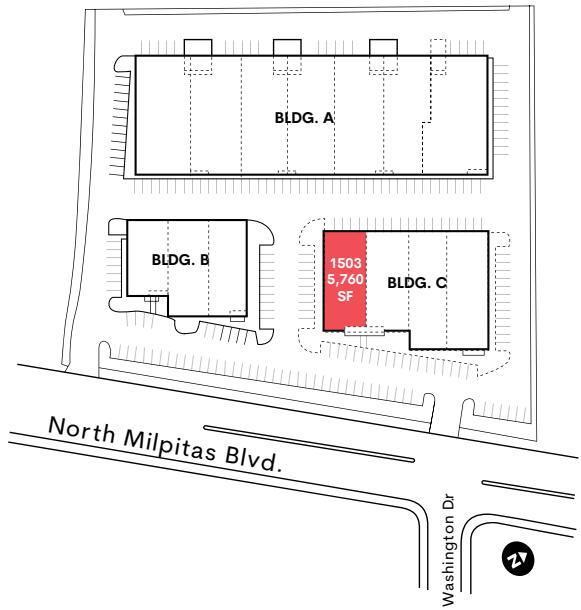 BLDG. A
BLDG. B
1503
5,760
SF
BLDG. C
North Milpitas Blvd.
Washington Dr
N